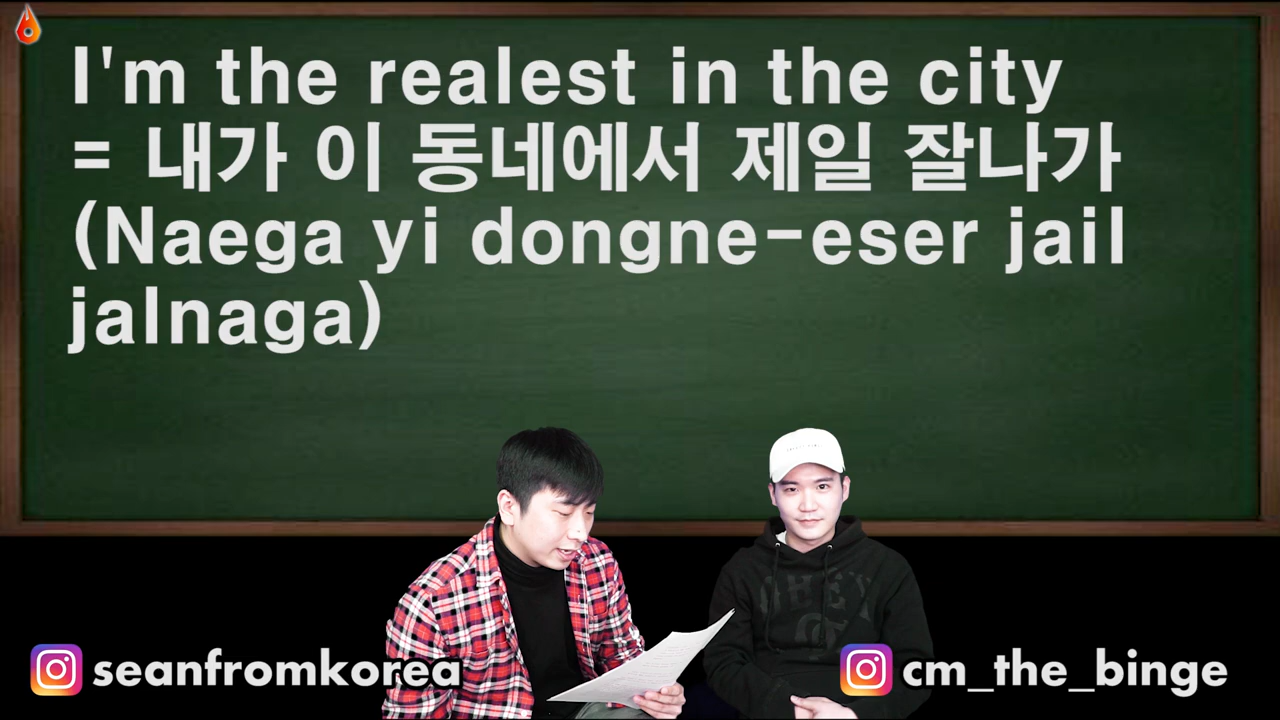 I'm the realest in the city
= 내가 이 동네에서 제일 잘나가
(Naega yi dongne-eser jail
jalnaga)
seanfromkorea
cm_the_binge